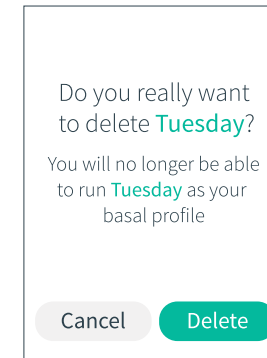 Do you really want
to delete Tuesday?
You will no longer be able
to run Tuesday as your
basal profile
Cancel Delete